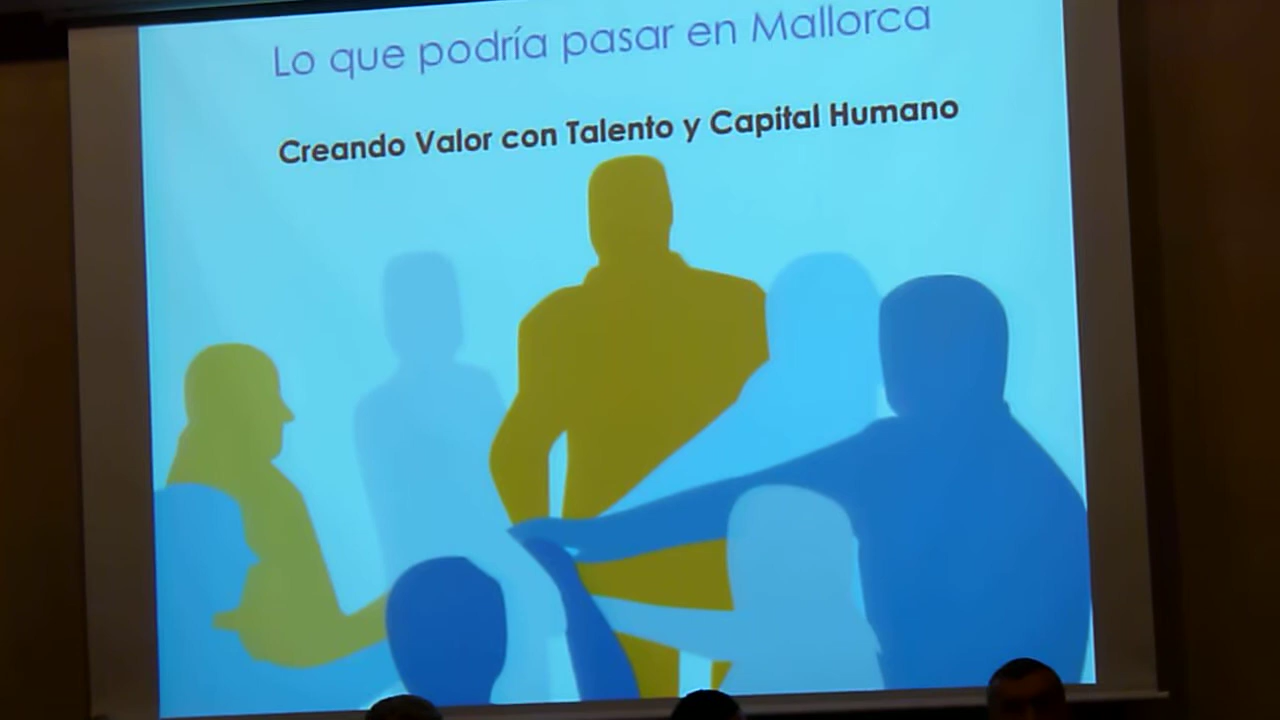 Lo que podría pasar en Mallorca
Creando Valor con Talento y Capital Humano